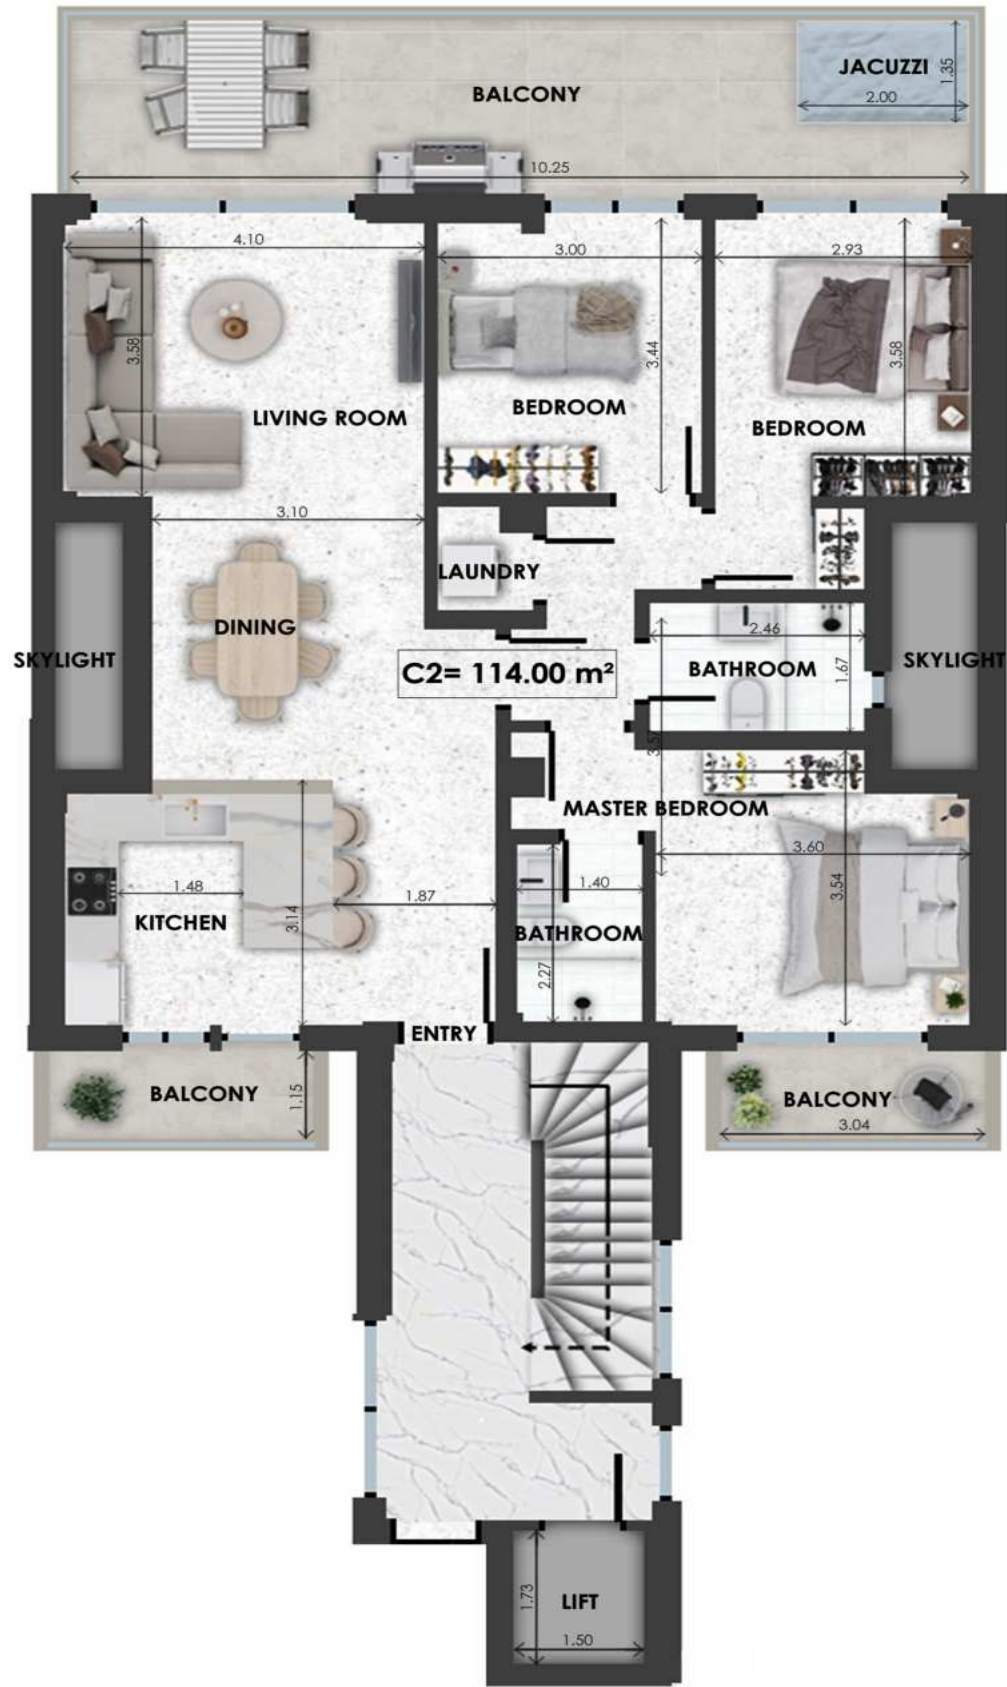 JACUZZI
1.35
2.00
BALCONY
10.25
4.10
3.00
2.93
3.58
3.44
3.58
LIVING ROOM
BEDROOM
BEDROOM
3.10
LAUNDRY
DINING
2.46
SKYLIGHT
C2= 114.00 m²
BATHROOM
1.67
SKYLIGHT
MASTER BEDROOM
3.60
3.54
1.48
1.87
1.40
KITCHEN
3.14
BATHROOM
2.27
ENTRY
BALCONY
1.15
BALCONY
3.04
1.73
LIFT
1.50